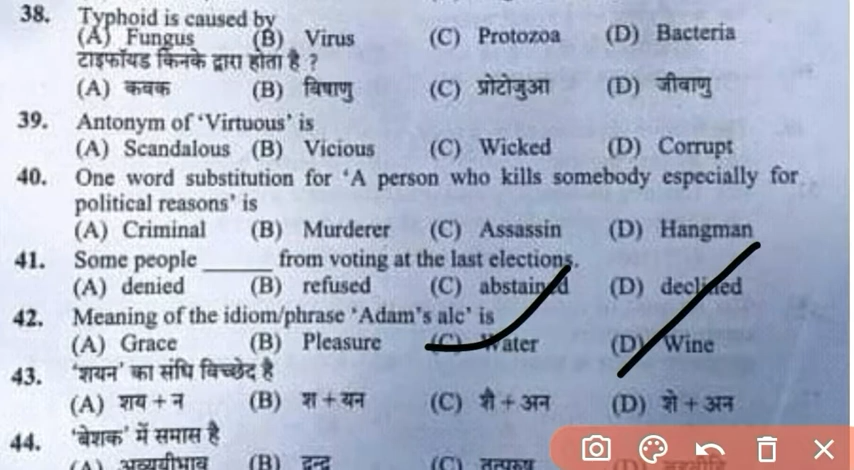 38. Typhoid is caused by
(A) Fungus (B) Virus (C) Protozoa (D) Bacteria
टाइफॉयड किनके द्वारा होता है ?
(A) कवक (B) विषाणु (C) प्रोटोजुआ (D) जीवाणु
39. Antonym of ‘Virtuous’ is
(A) Scandalous (B) Vicious (C) Wicked (D) Corrupt
40. One word substitution for ‘A person who kills somebody especially for
political reasons’ is
(A) Criminal (B) Murderer (C) Assassin (D) Hangman
41. Some people ______ from voting at the last elections.
(A) denied (B) refused (C) abstained (D) declined
42. Meaning of the idiom/phrase ‘Adam’s ale’ is
(A) Grace (B) Pleasure (C) Water (D) Wine
43. ‘शयन’ का संधि विच्छेद है
(A) शय + न (B) श + यन (C) शै + अन (D) शे + अन
44. ‘बेशक’ में समास है
(A) अव्ययीभाव (B) द्वन्द्व (C) तत्पुरुष (D)